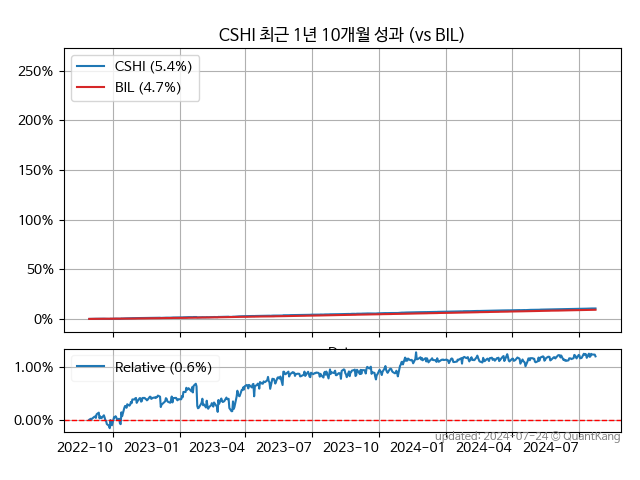 CSHI 최근 1년 10개월 성과 (vs BIL)
CSHI (5.4%)
BIL (4.7%)
250%
200%
150%
100%
50%
0%
Relative (0.6%)
1.00%
0.00%
2022-10 2023-01 2023-04 2023-07 2023-10 2024-01 2024-04 2024-07
updated: 2024-07-24 © QuantKang